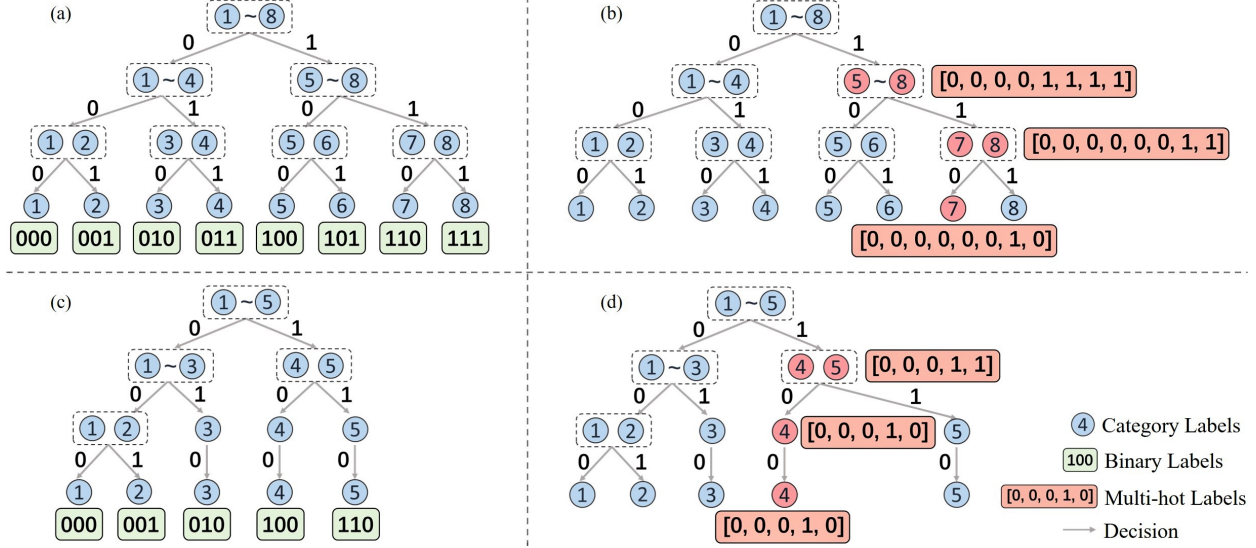 (a)
1 ~ 8
0 1
1 ~ 4 5 ~ 8
0 1 0 1
1 2 3 4 5 6 7 8
0 1 0 1 0 1 0 1
1 2 3 4 5 6 7 8
000 001 010 011 100 101 110 111
(b)
1 ~ 8
0 1
1 ~ 4 5 ~ 8 [0, 0, 0, 0, 1, 1, 1, 1]
0 1 0 1
1 2 3 4 5 6 7 8 [0, 0, 0, 0, 0, 0, 1, 1]
0 1 0 1 0 1 0 1
1 2 3 4 5 6 7 8
[0, 0, 0, 0, 0, 0, 1, 0]
(c)
1 ~ 5
0 1
1 ~ 3 4 5
0 1 0 1
1 2 3 4 5
0 1 0 0 0
1 2 3 4 5
000 001 010 100 110
(d)
1 ~ 5
0 1
1 ~ 3 4 5 [0, 0, 0, 1, 1]
0 1 0 1
1 2 3 4 [0, 0, 0, 1, 0] 5
0 1 0 0 0
1 2 3 4 5
[0, 0, 0, 1, 0]
4 Category Labels
100 Binary Labels
[0, 0, 0, 1, 0] Multi-hot Labels
Decision